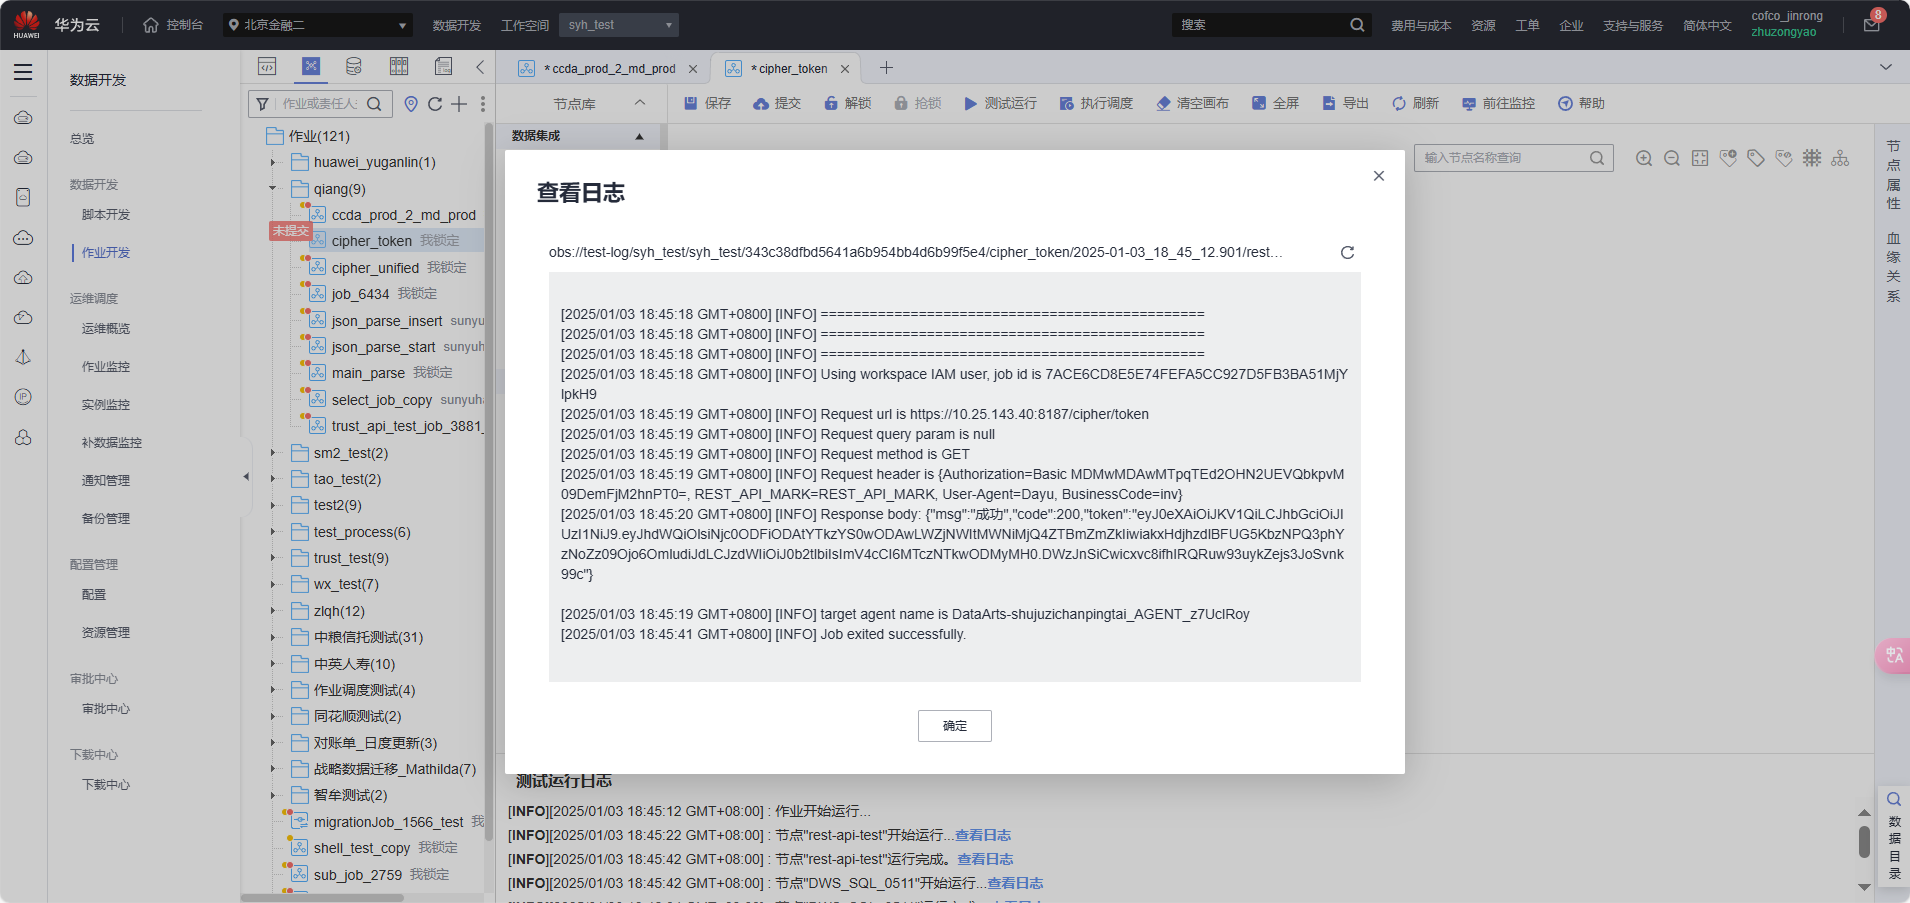 HUAWEI
华为云
控制台
北京金融二
数据开发
工作空间
syh_test
搜索
费用与成本
资源
工单
企业
支持与服务
简体中文
cofco_jinrong
zhuzongyao
8
数据开发
总览
数据开发
脚本开发
作业开发
运维调度
运维概览
作业监控
实例监控
补数据监控
通知管理
备份管理
配置管理
配置
资源管理
审批中心
审批中心
下载中心
下载中心
作业或责任人
作业(121)
huawei_yuganlin(1)
qiang(9)
ccda_prod_2_md_prod
未提交
cipher_token 我锁定
cipher_unified 我锁定
job_6434 我锁定
json_parse_insert sunyu
json_parse_start sunyuh
main_parse 我锁定
select_job_copy sunyuh
trust_api_test_job_3881_
sm2_test(2)
tao_test(2)
test2(9)
test_process(6)
trust_test(9)
wx_test(7)
zlqh(12)
中粮信托测试(31)
中英人寿(10)
作业调度测试(4)
同花顺测试(2)
对账单_日度更新(3)
战略数据迁移_Mathilda(7)
智牟测试(2)
migrationJob_1566_test 我
shell_test_copy 我锁定
sub_job_2759 我锁定
* ccda_prod_2_md_prod
* cipher_token
节点库
保存
提交
解锁
抢锁
测试运行
执行调度
清空画布
全屏
导出
刷新
前往监控
帮助
数据集成
输入节点名称查询
节点属性
血缘关系
查看日志
obs://test-log/syh_test/syh_test/343c38dfbd5641a6b954bb4d6b99f5e4/cipher_token/2025-01-03_18_45_12.901/rest...
[2025/01/03 18:45:18 GMT+0800] [INFO] ===============================================
[2025/01/03 18:45:18 GMT+0800] [INFO] ===============================================
[2025/01/03 18:45:18 GMT+0800] [INFO] ===============================================
[2025/01/03 18:45:18 GMT+0800] [INFO] Using workspace IAM user, job id is 7ACE6CD8E5E74FEFA5CC927D5FB3BA51MjY
IpkH9
[2025/01/03 18:45:19 GMT+0800] [INFO] Request url is https://10.25.143.40:8187/cipher/token
[2025/01/03 18:45:19 GMT+0800] [INFO] Request query param is null
[2025/01/03 18:45:19 GMT+0800] [INFO] Request method is GET
[2025/01/03 18:45:19 GMT+0800] [INFO] Request header is {Authorization=Basic MDMwMDAwMTpqTEd2OHN2UEVQbkpvM
09DemFjM2hnPT0=, REST_API_MARK=REST_API_MARK, User-Agent=Dayu, BusinessCode=inv}
[2025/01/03 18:45:20 GMT+0800] [INFO] Response body: {"msg":"成功","code":200,"token":"eyJ0eXAiOiJKV1QiLCJhbGciOiJI
UzI1NiJ9.eyJhdWQiOlsiNjc0ODFiODAtYTkzYS0wODAwLWZjNWItMWNiMjQ4ZTBmZmZkIiwiakxHdjhzdlBFUG5KbzNPQ3phY
zNoZz09Ojo6OmludiJdLCJzdWIiOiJ0b2tlbiIsImV4cCI6MTczNTkwODMyMH0.DWzJnSiCwicxvc8ifhIRQRuw93uykZejs3JoSvnk
99c"}
[2025/01/03 18:45:19 GMT+0800] [INFO] target agent name is DataArts-shujuzichanpingtai_AGENT_z7UclRoy
[2025/01/03 18:45:41 GMT+0800] [INFO] Job exited successfully.
确定
测试运行日志
[INFO][2025/01/03 18:45:12 GMT+08:00] : 作业开始运行...
[INFO][2025/01/03 18:45:22 GMT+08:00] : 节点"rest-api-test"开始运行...查看日志
[INFO][2025/01/03 18:45:42 GMT+08:00] : 节点"rest-api-test"运行完成。查看日志
[INFO][2025/01/03 18:45:42 GMT+08:00] : 节点"DWS_SQL_0511"开始运行...查看日志
数据目录